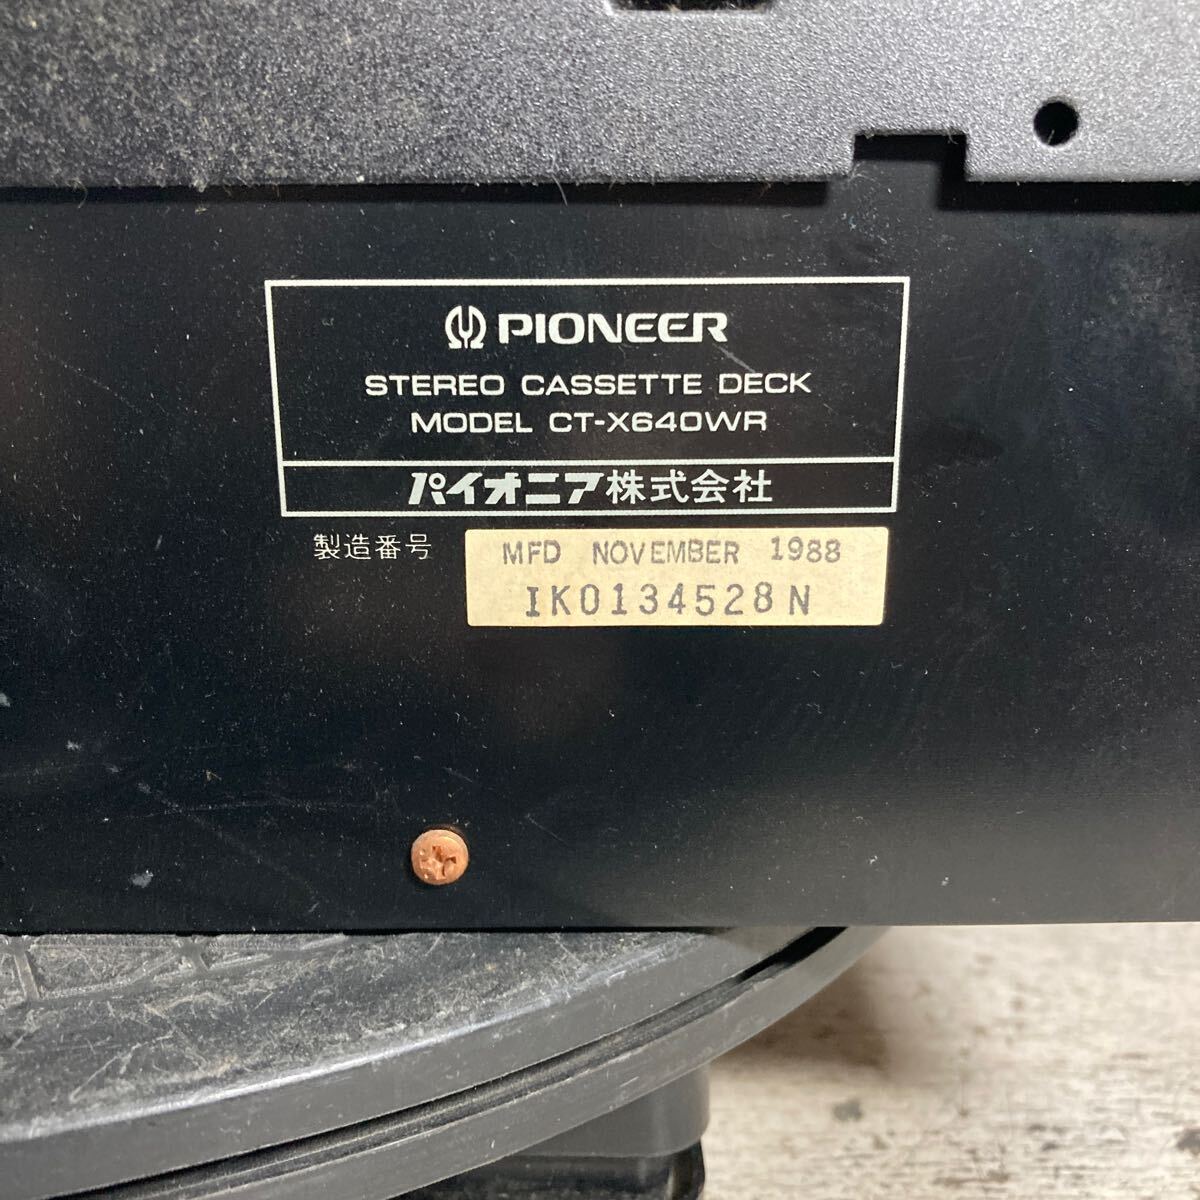 PIONEER
STEREO CASSETTE DECK
MODEL CT-X640WR
パイオニア株式会社
製造番号 MFD NOVEMBER 1988
IK0134528N